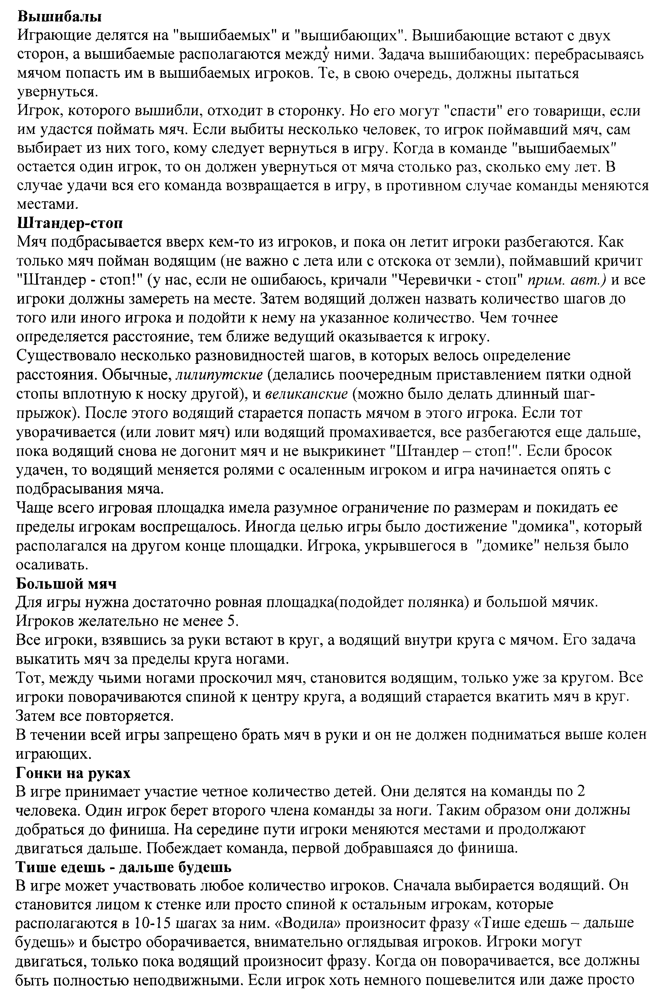 Вышибалы
Играющие делятся на "вышибаемых" и "вышибающих". Вышибающие встают с двух
сторон, а вышибаемые располагаются между ними. Задача вышибающих: перебрасываясь
мячом попасть им в вышибаемых игроков. Те, в свою очередь, должны пытаться
увернуться.
Игрок, которого вышибли, отходит в сторонку. Но его могут "спасти" его товарищи, если
им удастся поймать мяч. Если выбиты несколько человек, то игрок поймавший мяч, сам
выбирает из них того, кому следует вернуться в игру. Когда в команде "вышибаемых"
остается один игрок, то он должен увернуться от мяча столько раз, сколько ему лет. В
случае удачи вся его команда возвращается в игру, в противном случае команды меняются
местами.
Штандер-стоп
Мяч подбрасывается вверх кем-то из игроков, и пока он летит игроки разбегаются. Как
только мяч пойман водящим (не важно с лета или с отскока от земли), поймавший кричит
"Штандер - стоп!" (у нас, если не ошибаюсь, кричали "Черевички - стоп" прим. авт.) и все
игроки должны замереть на месте. Затем водящий должен назвать количество шагов до
того или иного игрока и подойти к нему на указанное количество. Чем точнее
определяется расстояние, тем ближе ведущий оказывается к игроку.
Существовало несколько разновидностей шагов, в которых велось определение
расстояния. Обычные, лилипутские (делались поочередным приставлением пятки одной
стопы вплотную к носку другой), и великанские (можно было делать длинный шаг-
прыжок). После этого водящий старается попасть мячом в этого игрока. Если тот
уворачивается (или ловит мяч) или водящий промахивается, все разбегаются еще дальше,
пока водящий снова не догонит мяч и не выкрикинет "Штандер – стоп!". Если бросок
удачен, то водящий меняется ролями с осаленным игроком и игра начинается опять с
подбрасывания мяча.
Чаще всего игровая площадка имела разумное ограничение по размерам и покидать ее
пределы игрокам воспрещалось. Иногда целью игры было достижение "домика", который
располагался на другом конце площадки. Игрока, укрывшегося в  "домике" нельзя было
осаливать.
Большой мяч
Для игры нужна достаточно ровная площадка(подойдет полянка) и большой мячик.
Игроков желательно не менее 5.
Все игроки, взявшись за руки встают в круг, а водящий внутри круга с мячом. Его задача
выкатить мяч за пределы круга ногами.
Тот, между чьими ногами проскочил мяч, становится водящим, только уже за кругом. Все
игроки поворачиваются спиной к центру круга, а водящий старается вкатить мяч в круг.
Затем все повторяется.
В течении всей игры запрещено брать мяч в руки и он не должен подниматься выше колен
играющих.
Гонки на руках
В игре принимает участие четное количество детей. Они делятся на команды по 2
человека. Один игрок берет второго члена команды за ноги. Таким образом они должны
добраться до финиша. На середине пути игроки меняются местами и продолжают
двигаться дальше. Побеждает команда, первой добравшаяся до финиша.
Тише едешь - дальше будешь
В игре может участвовать любое количество игроков. Сначала выбирается водящий. Он
становится лицом к стенке или просто спиной к остальным игрокам, которые
располагаются в 10-15 шагах за ним. «Водила» произносит фразу «Тише едешь – дальше
будешь» и быстро оборачивается, внимательно оглядывая игроков. Игроки могут
двигаться, только пока водящий произносит фразу. Когда он поворачивается, все должны
быть полностью неподвижными. Если игрок хоть немного пошевелится или даже просто